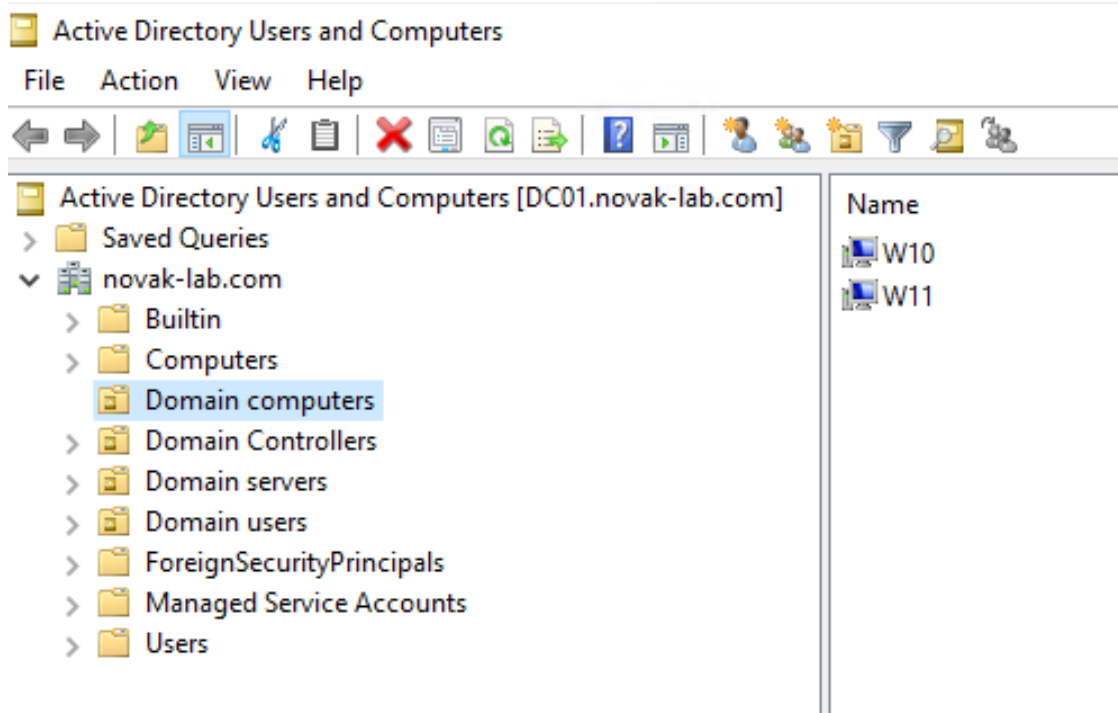 Active Directory Users and Computers
File Action View Help
Active Directory Users and Computers [DC01.novak-lab.com]
Saved Queries
novak-lab.com
Builtin
Computers
Domain computers
Domain Controllers
Domain servers
Domain users
ForeignSecurityPrincipals
Managed Service Accounts
Users
Name
W10
W11